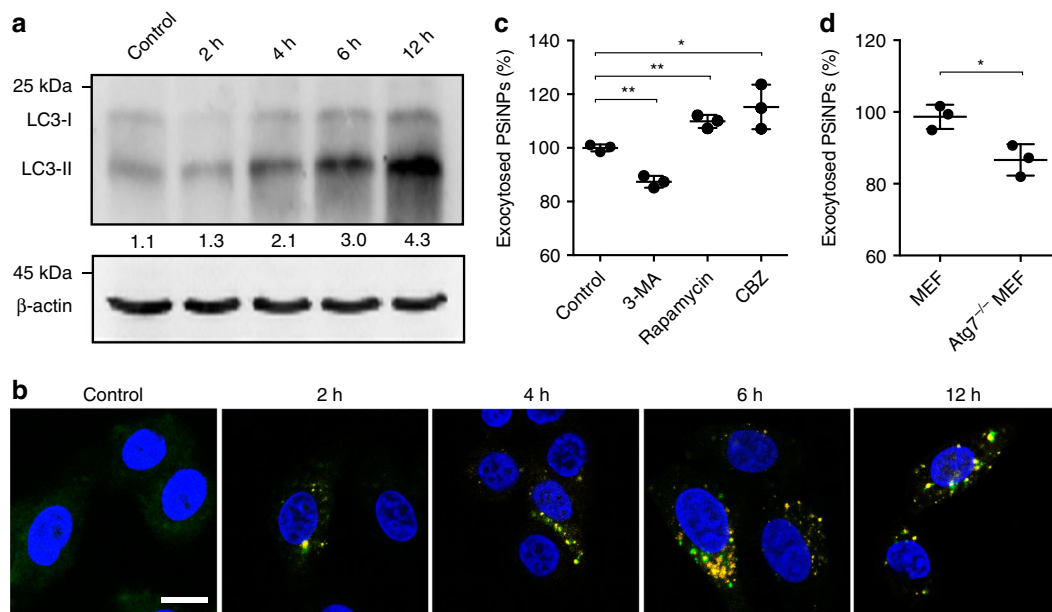 a
Control
2 h
4 h
6 h
12 h
25 kDa
LC3-I
LC3-II
1.1 1.3 2.1 3.0 4.3
45 kDa
β-actin
c
Exocytosed PSiNPs (%)
140
120
100
80
60
*
**
**
Control
3-MA
Rapamycin
CBZ
d
Exocytosed PSiNPs (%)
120
100
80
60
*
MEF
Atg7⁻/⁻ MEF
b
Control 2 h 4 h 6 h 12 h